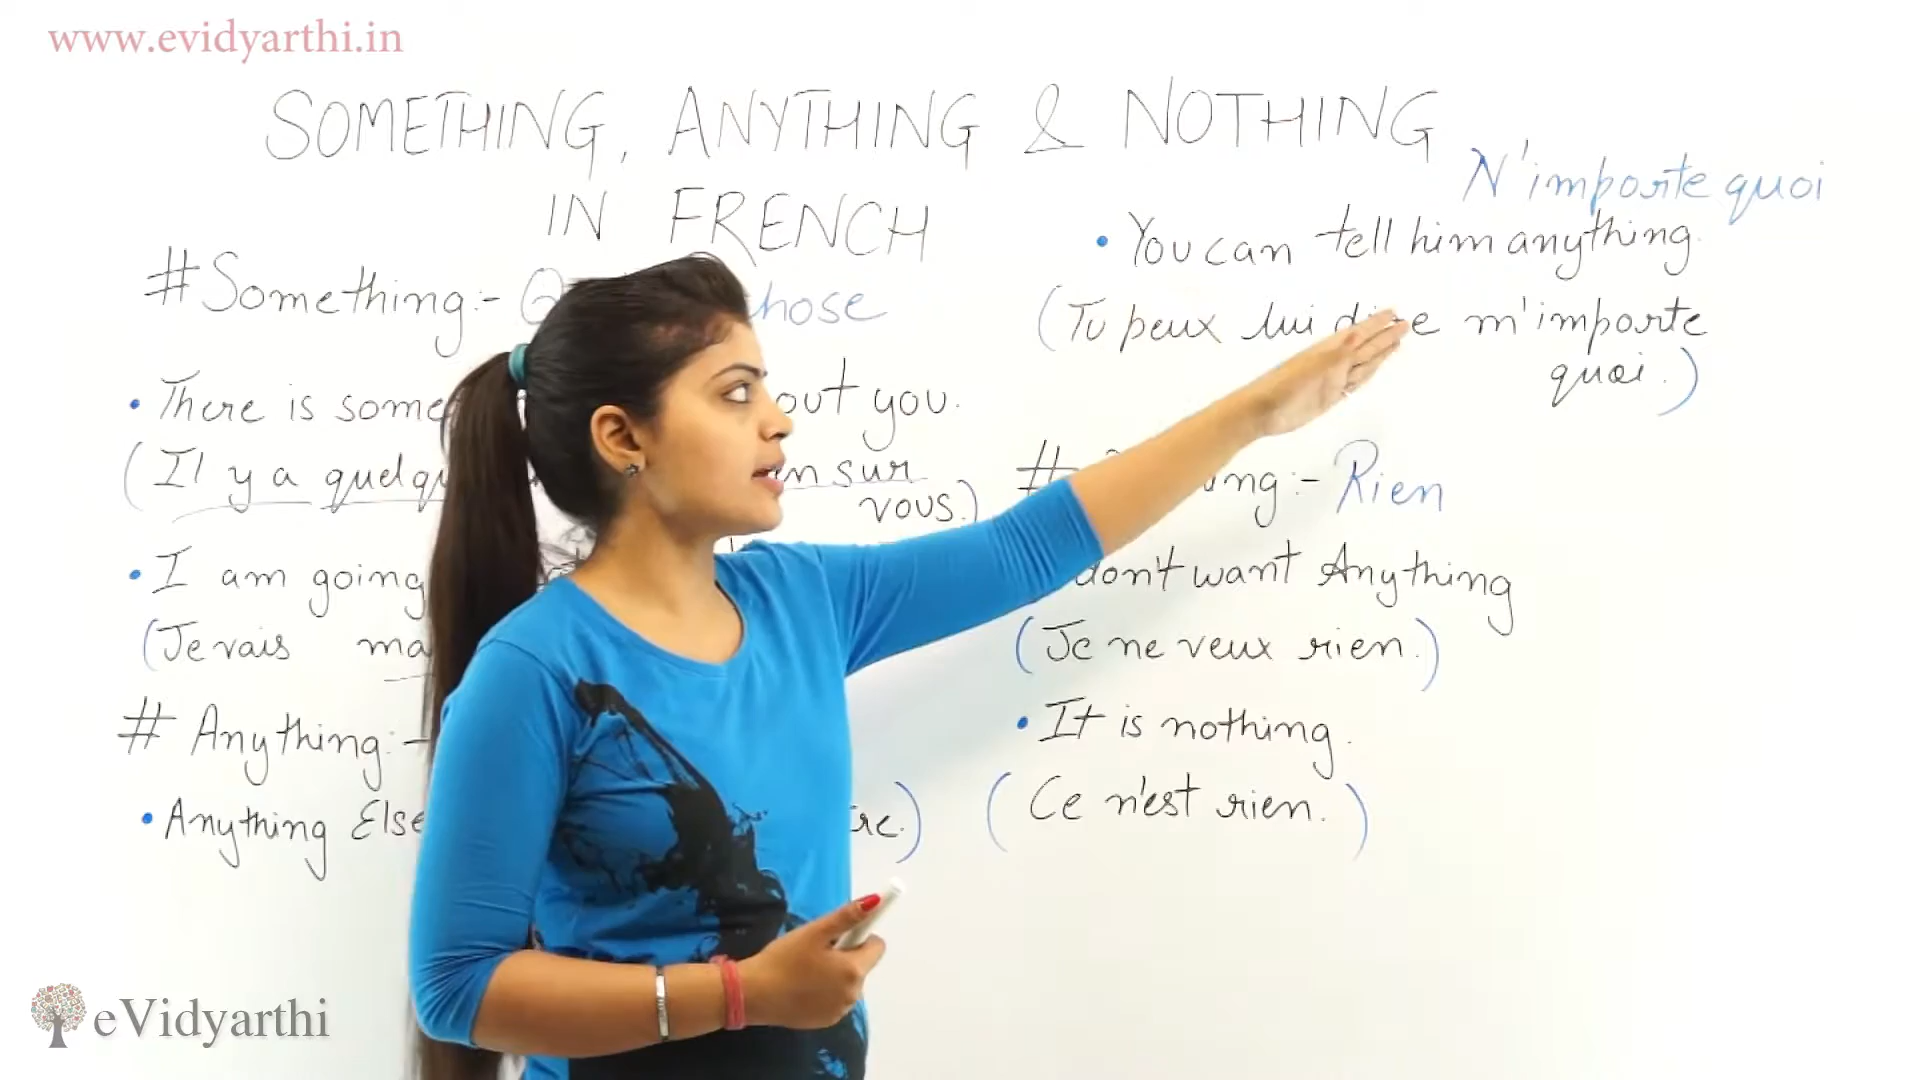 www.evidyarthi.in
SOMETHING, ANYTHING & NOTHING
IN FRENCH
#Something:- hose
• There is some out you.
(Il y a quelq n sur
vous.)
• I am going
(Je vais ma
# Anything:-
• Anything Else re.)
N'importe quoi
• You can tell him anything.
(Tu peux lui dire m'importe
quoi.)
# ing:- Rien
don't want Anything
(Je ne veux rien.)
• It is nothing.
(Ce n'est rien.)
eVidyarthi